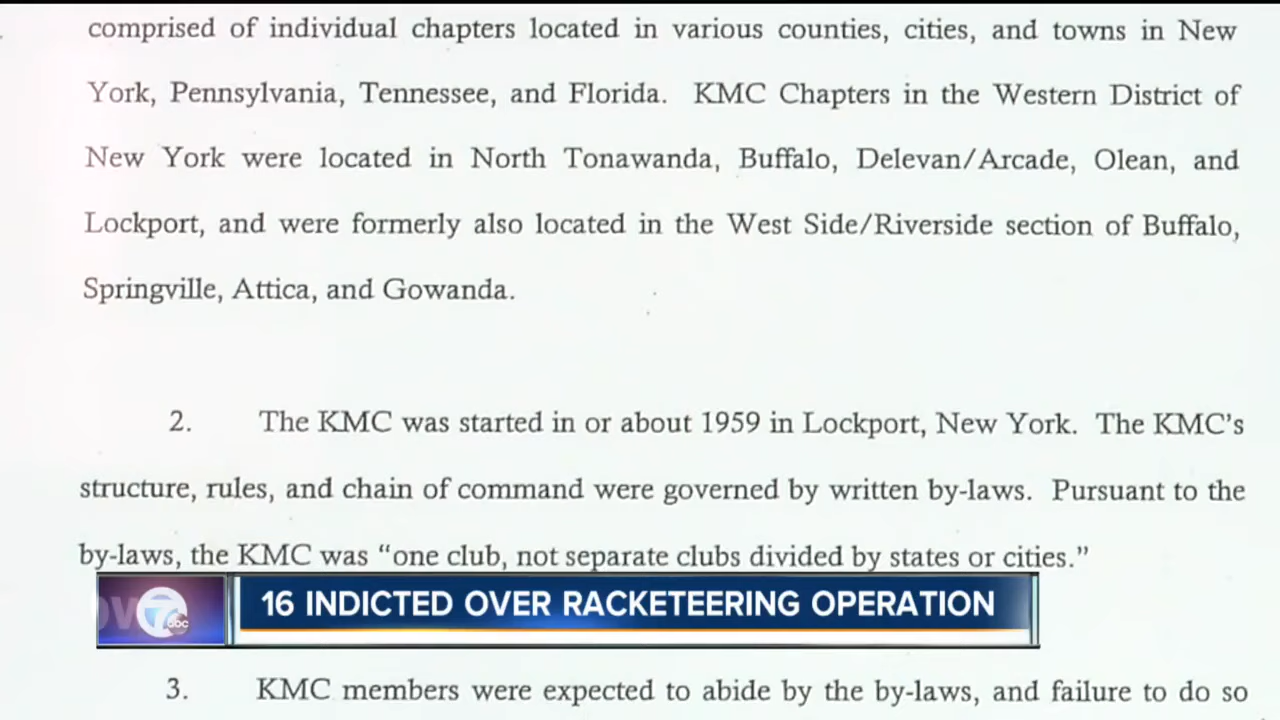 comprised of individual chapters located in various counties, cities, and towns in New
York, Pennsylvania, Tennessee, and Florida. KMC Chapters in the Western District of
New York were located in North Tonawanda, Buffalo, Delevan/Arcade, Olean, and
Lockport, and were formerly also located in the West Side/Riverside section of Buffalo,
Springville, Attica, and Gowanda.
2. The KMC was started in or about 1959 in Lockport, New York. The KMC's
structure, rules, and chain of command were governed by written by-laws. Pursuant to the
by-laws, the KMC was “one club, not separate clubs divided by states or cities.”
7 abc
16 INDICTED OVER RACKETEERING OPERATION
3. KMC members were expected to abide by the by-laws, and failure to do so